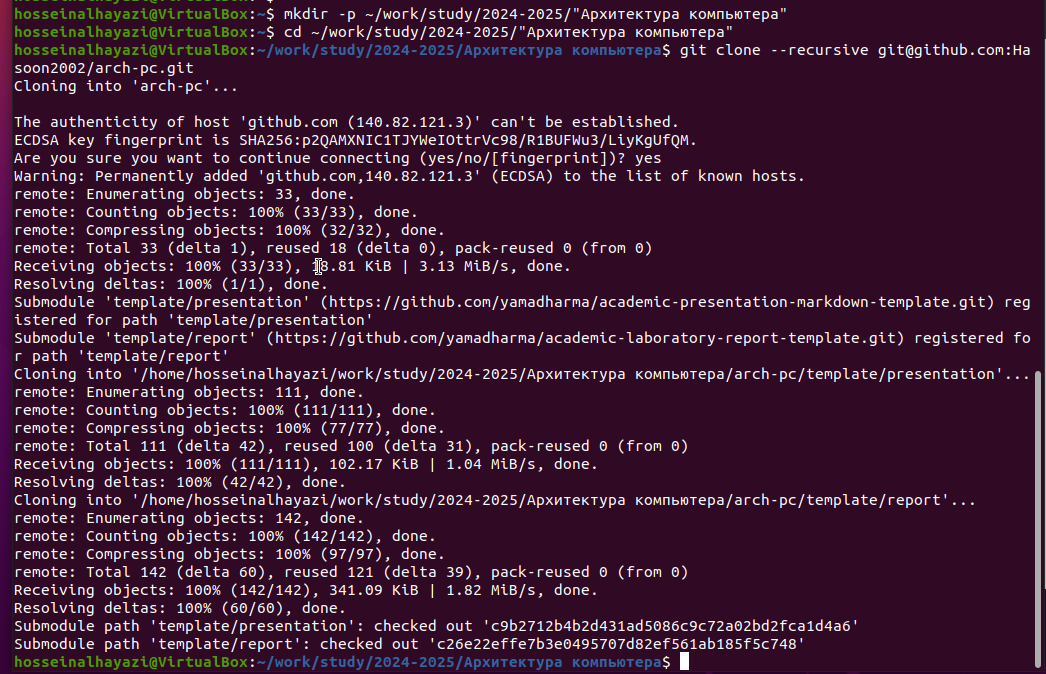 hosseinalhayazi@VirtualBox:~$ mkdir -p ~/work/study/2024-2025/"Архитектура компьютера"
hosseinalhayazi@VirtualBox:~$ cd ~/work/study/2024-2025/"Архитектура компьютера"
hosseinalhayazi@VirtualBox:~/work/study/2024-2025/Архитектура компьютера$ git clone --recursive git@github.com:Ha
soon2002/arch-pc.git
Cloning into 'arch-pc'...
The authenticity of host 'github.com (140.82.121.3)' can't be established.
ECDSA key fingerprint is SHA256:p2QAMXNIC1TJYWeIOttrVc98/R1BUFWu3/LiyKgUfQM.
Are you sure you want to continue connecting (yes/no/[fingerprint])? yes
Warning: Permanently added 'github.com,140.82.121.3' (ECDSA) to the list of known hosts.
remote: Enumerating objects: 33, done.
remote: Counting objects: 100% (33/33), done.
remote: Compressing objects: 100% (32/32), done.
remote: Total 33 (delta 1), reused 18 (delta 0), pack-reused 0 (from 0)
Receiving objects: 100% (33/33), 18.81 KiB | 3.13 MiB/s, done.
Resolving deltas: 100% (1/1), done.
Submodule 'template/presentation' (https://github.com/yamadharma/academic-presentation-markdown-template.git) reg
istered for path 'template/presentation'
Submodule 'template/report' (https://github.com/yamadharma/academic-laboratory-report-template.git) registered fo
r path 'template/report'
Cloning into '/home/hosseinalhayazi/work/study/2024-2025/Архитектура компьютера/arch-pc/template/presentation'...
remote: Enumerating objects: 111, done.
remote: Counting objects: 100% (111/111), done.
remote: Compressing objects: 100% (77/77), done.
remote: Total 111 (delta 42), reused 100 (delta 31), pack-reused 0 (from 0)
Receiving objects: 100% (111/111), 102.17 KiB | 1.04 MiB/s, done.
Resolving deltas: 100% (42/42), done.
Cloning into '/home/hosseinalhayazi/work/study/2024-2025/Архитектура компьютера/arch-pc/template/report'...
remote: Enumerating objects: 142, done.
remote: Counting objects: 100% (142/142), done.
remote: Compressing objects: 100% (97/97), done.
remote: Total 142 (delta 60), reused 121 (delta 39), pack-reused 0 (from 0)
Receiving objects: 100% (142/142), 341.09 KiB | 1.82 MiB/s, done.
Resolving deltas: 100% (60/60), done.
Submodule path 'template/presentation': checked out 'c9b2712b4b2d431ad5086c9c72a02bd2fca1d4a6'
Submodule path 'template/report': checked out 'c26e22effe7b3e0495707d82ef561ab185f5c748'
hosseinalhayazi@VirtualBox:~/work/study/2024-2025/Архитектура компьютера$